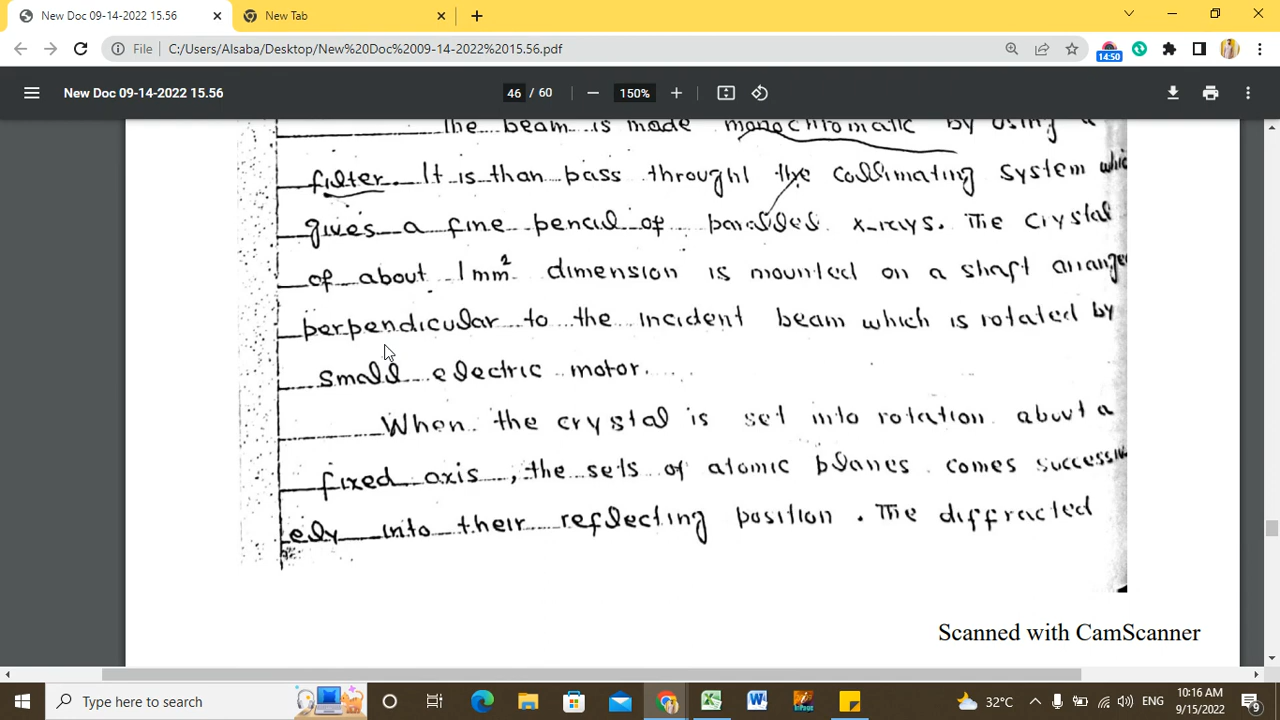 New Doc 09-14-2022 15.56
New Tab
File C:/Users/Alsaba/Desktop/New%20Doc%2009-14-2022%2015.56.pdf
14:50
New Doc 09-14-2022 15.56
46 / 60
150%
The beam is made monochromatic by using a
filter. It is than pass throught the collimating system whic
gives a fine pencil of parallel x-rays. The crystal
of about 1mm² dimension is mounted on a shaft arrange
perpendicular to the incident beam which is rotated by
small electric motor.
When the crystal is set into rotation about a
fixed axis, the sets of atomic planes comes successiv
ely into their reflecting position. The diffracted
Scanned with CamScanner
Type here to search
32°C
ENG
10:16 AM
9/15/2022
9